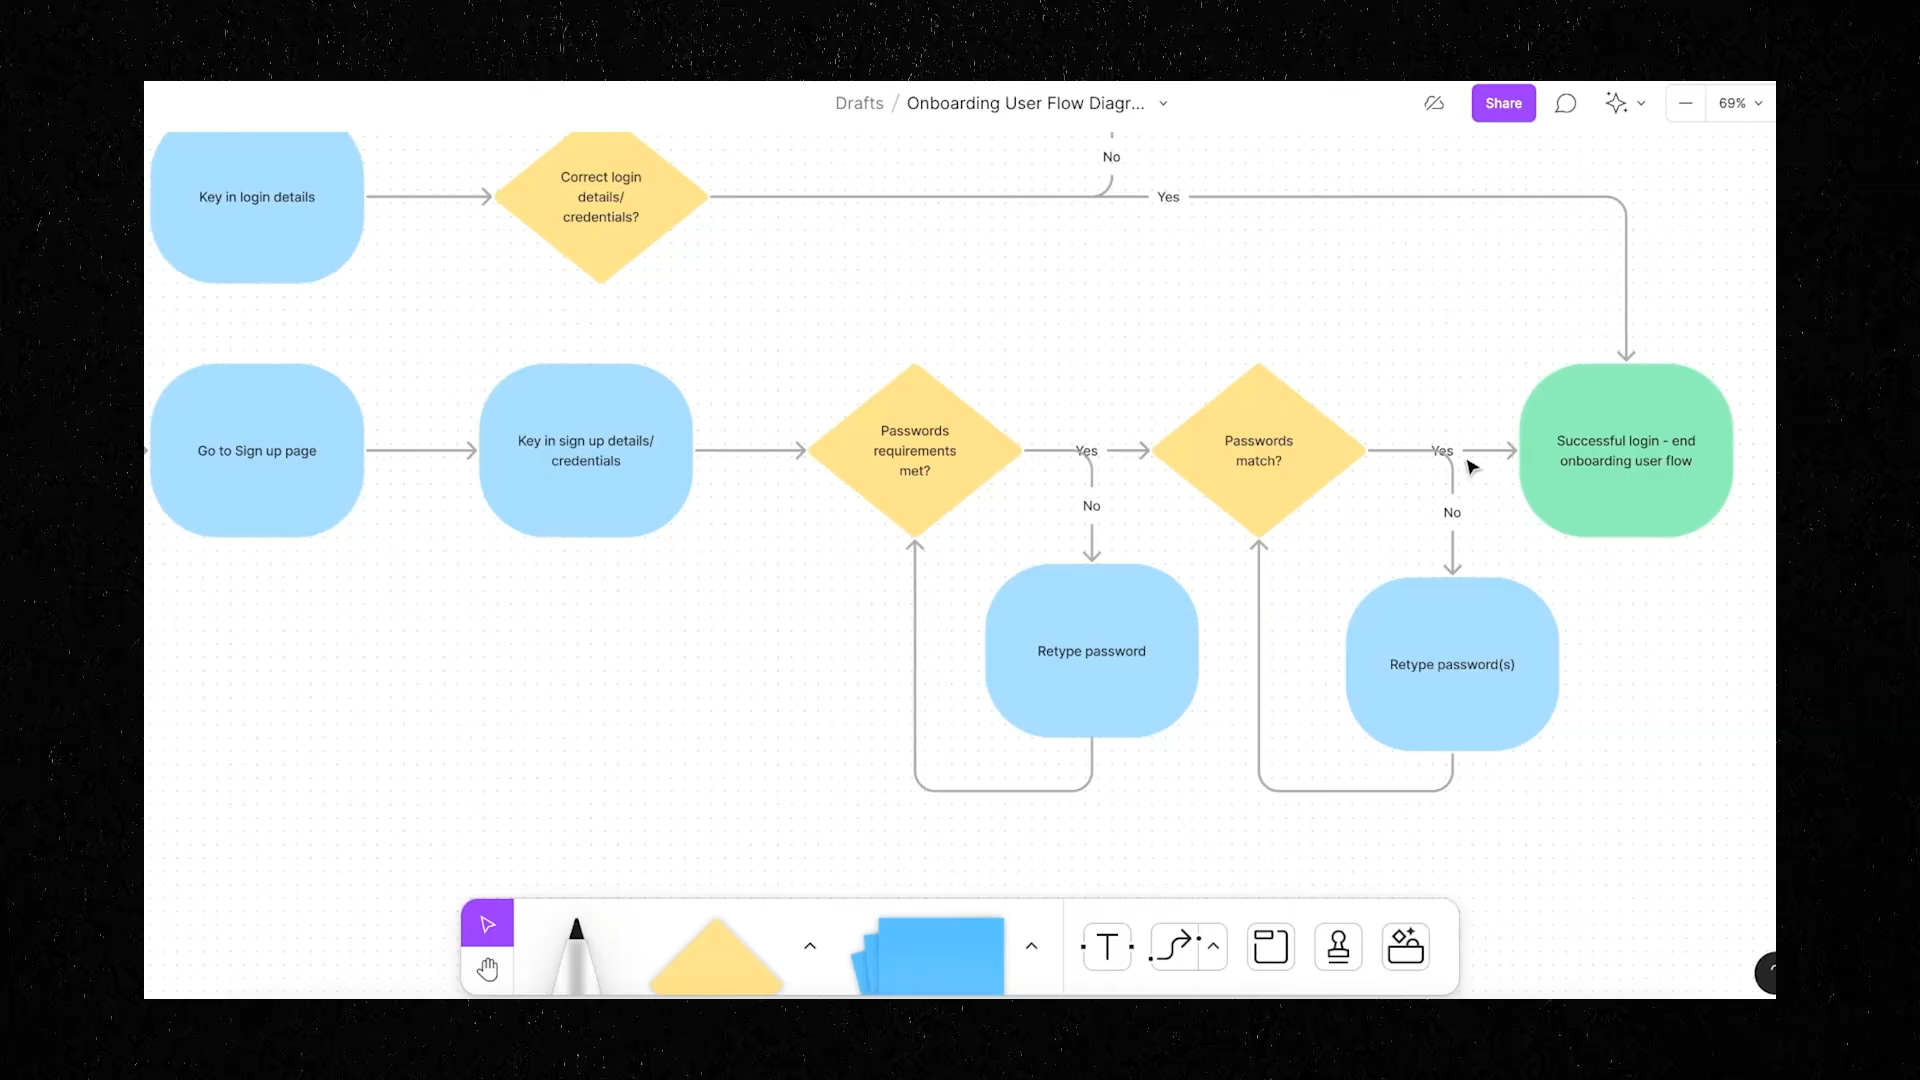 Drafts / Onboarding User Flow Diagr...
Share
69%
No
Key in login details
Correct login
details/
credentials?
Yes
Go to Sign up page
Key in sign up details/
credentials
Passwords
requirements
met?
Yes
Passwords
match?
Yes
Successful login - end
onboarding user flow
No
No
Retype password
Retype password(s)
T